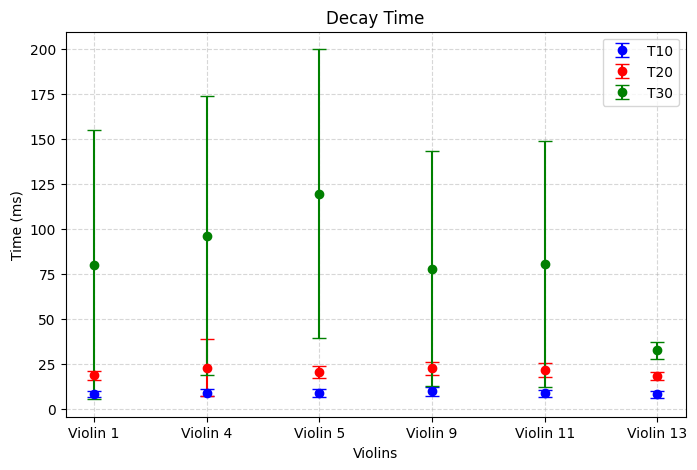 Decay Time
200
175
150
125
100
75
50
25
0
Time (ms)
T10
T20
T30
Violin 1 Violin 4 Violin 5 Violin 9 Violin 11 Violin 13
Violins